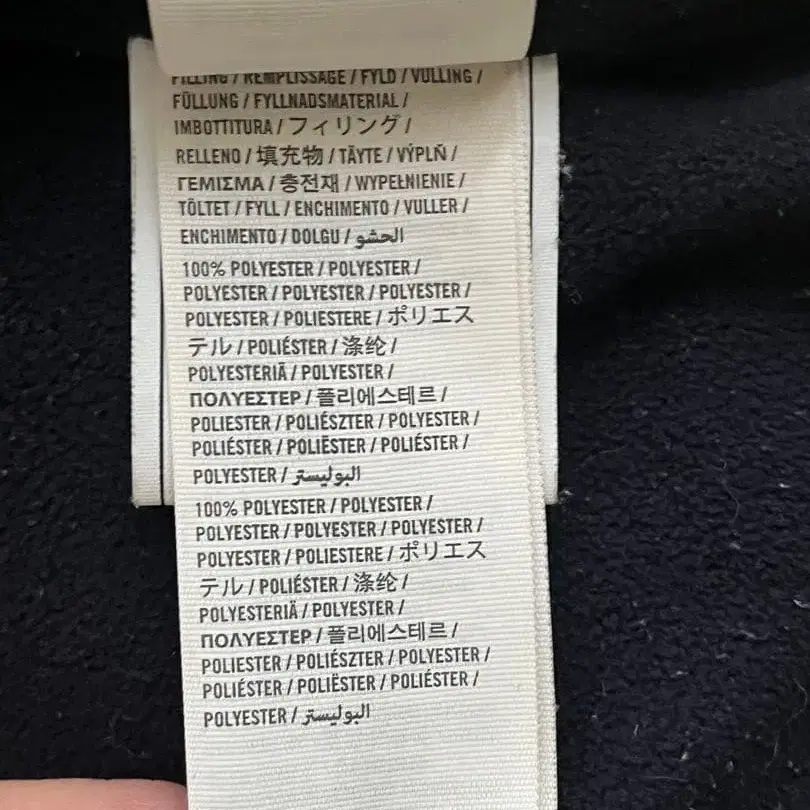 FILLING / REMPLISSAGE / FYLD / VULLING /
FÜLLUNG / FYLLNADSMATERIAL /
IMBOTTITURA / フィリング /
RELLENO / 填充物 / TÄYTE / VÝPLŇ /
ΓΕΜΙΣΜΑ / 충전재 / WYPEŁNIENIE /
TÖLTET / FYLL / ENCHIMENTO / VULLER /
ENCHIMENTO / DOLGU / الحشو
100% POLYESTER / POLYESTER /
POLYESTER / POLYESTER / POLYESTER /
POLYESTER / POLIESTERE / ポリエス
テル / POLIÉSTER / 涤纶 /
POLYESTERIÄ / POLYESTER /
ΠΟΛΥΕΣΤΕΡ / 폴리에스테르 /
POLIESTER / POLIÉSZTER / POLYESTER /
POLIÉSTER / POLIËSTER / POLIÉSTER /
POLYESTER / البوليستر
100% POLYESTER / POLYESTER /
POLYESTER / POLYESTER / POLYESTER /
POLYESTER / POLIESTERE / ポリエス
テル / POLIÉSTER / 涤纶 /
POLYESTERIÄ / POLYESTER /
ΠΟΛΥΕΣΤΕΡ / 폴리에스테르 /
POLIESTER / POLIÉSZTER / POLYESTER /
POLIÉSTER / POLIËSTER / POLIÉSTER /
POLYESTER / البوليستر